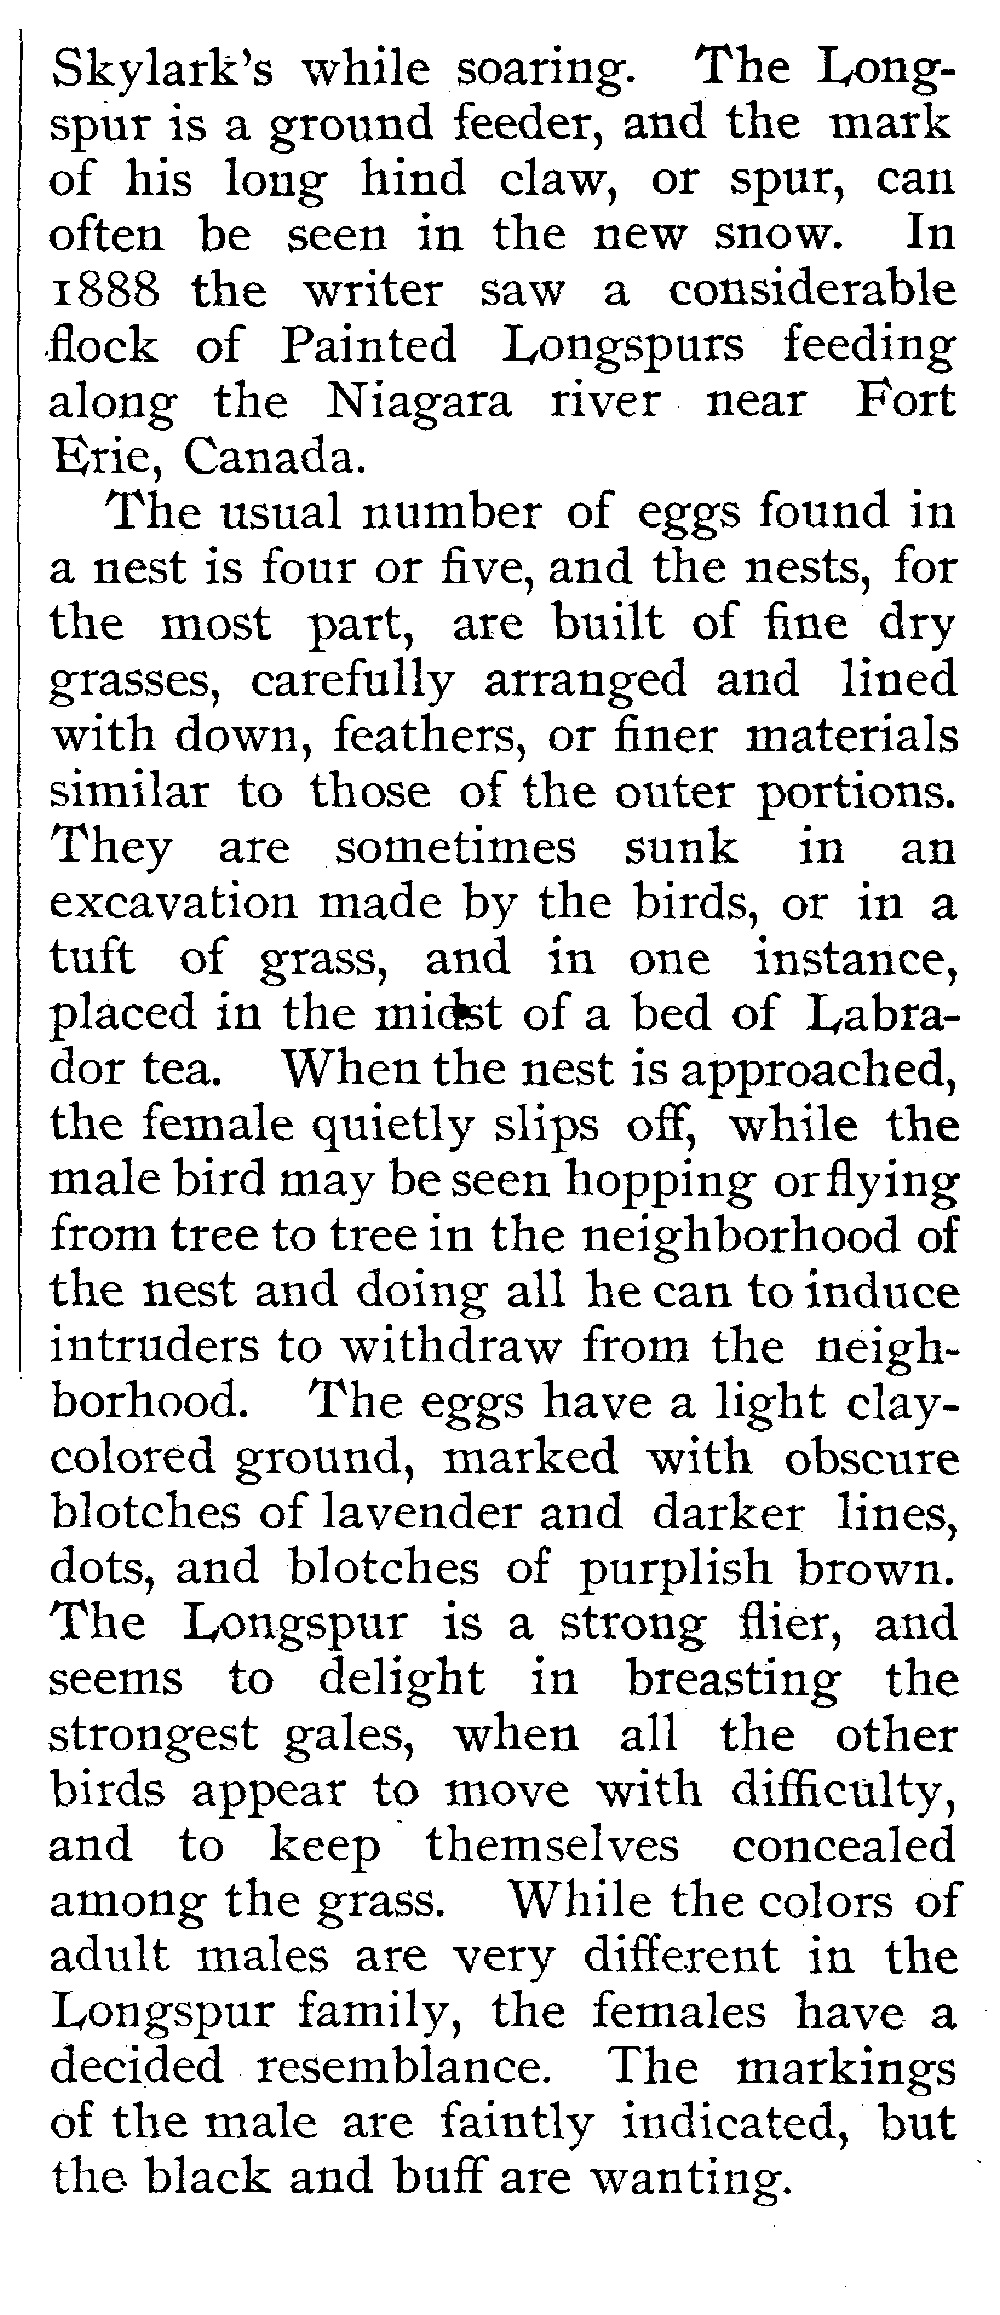 Skylark's while soaring. The Long-
spur is a ground feeder, and the mark
of his long hind claw, or spur, can
often be seen in the new snow. In
1888 the writer saw a considerable
flock of Painted Longspurs feeding
along the Niagara river near Fort
Erie, Canada.
The usual number of eggs found in
a nest is four or five, and the nests, for
the most part, are built of fine dry
grasses, carefully arranged and lined
with down, feathers, or finer materials
similar to those of the outer portions.
They are sometimes sunk in an
excavation made by the birds, or in a
tuft of grass, and in one instance,
placed in the midst of a bed of Labra-
dor tea. When the nest is approached,
the female quietly slips off, while the
male bird may be seen hopping or flying
from tree to tree in the neighborhood of
the nest and doing all he can to induce
intruders to withdraw from the neigh-
borhood. The eggs have a light clay-
colored ground, marked with obscure
blotches of lavender and darker lines,
dots, and blotches of purplish brown.
The Longspur is a strong flier, and
seems to delight in breasting the
strongest gales, when all the other
birds appear to move with difficulty,
and to keep themselves concealed
among the grass. While the colors of
adult males are very different in the
Longspur family, the females have a
decided resemblance. The markings
of the male are faintly indicated, but
the black and buff are wanting.